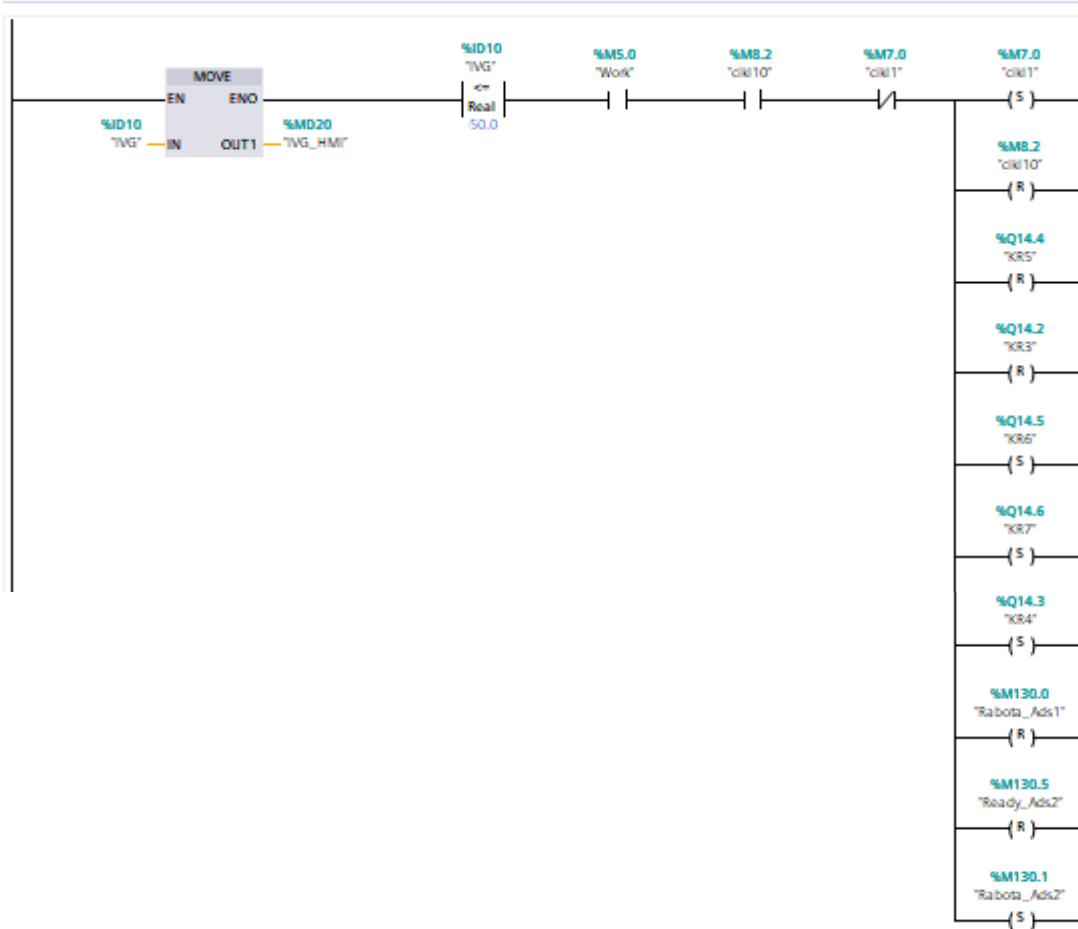 %ID10
"IVG"
<=
Real
-50.0
%M5.0
"Work"
%M8.2
"cikl10"
%M7.0
"cikl1"
%M7.0
"cikl1"
( S )
MOVE
EN ENO
%ID10
"IVG"
IN
OUT1
%MD20
"IVG_HMI"
%M8.2
"cikl10"
( R )
%Q14.4
"KR5"
( R )
%Q14.2
"KR3"
( R )
%Q14.5
"KR6"
( S )
%Q14.6
"KR7"
( S )
%Q14.3
"KR4"
( S )
%M130.0
"Rabota_Ads1"
( R )
%M130.5
"Ready_Ads2"
( R )
%M130.1
"Rabota_Ads2"
( S )